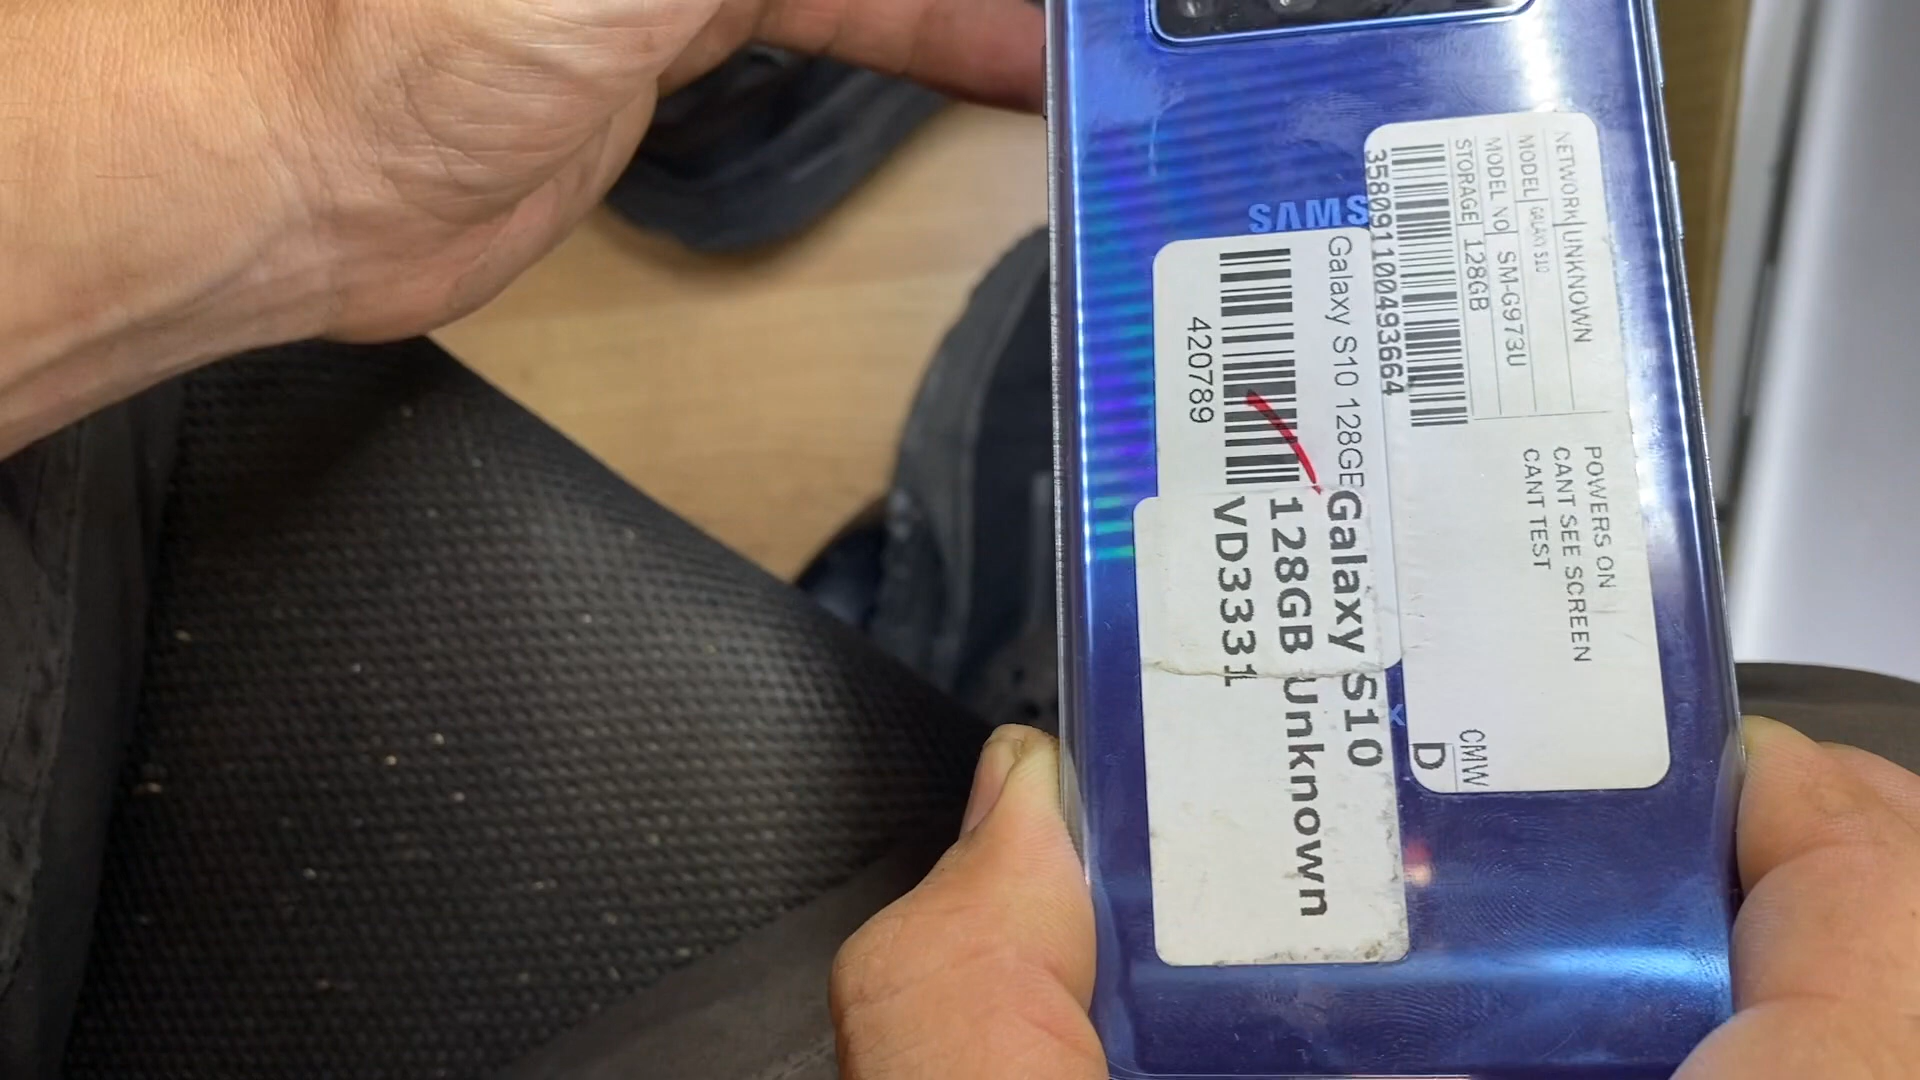 SAMS
NETWORK UNKNOWN
MODEL GALAXY S10
MODEL NO SM-G973U
STORAGE 128GB
358091100493664
POWERS ON
CANT SEE SCREEN
CANT TEST
CMW
D
Galaxy S10 128GE
420789
Galaxy S10
128GB Unknown
VD3331